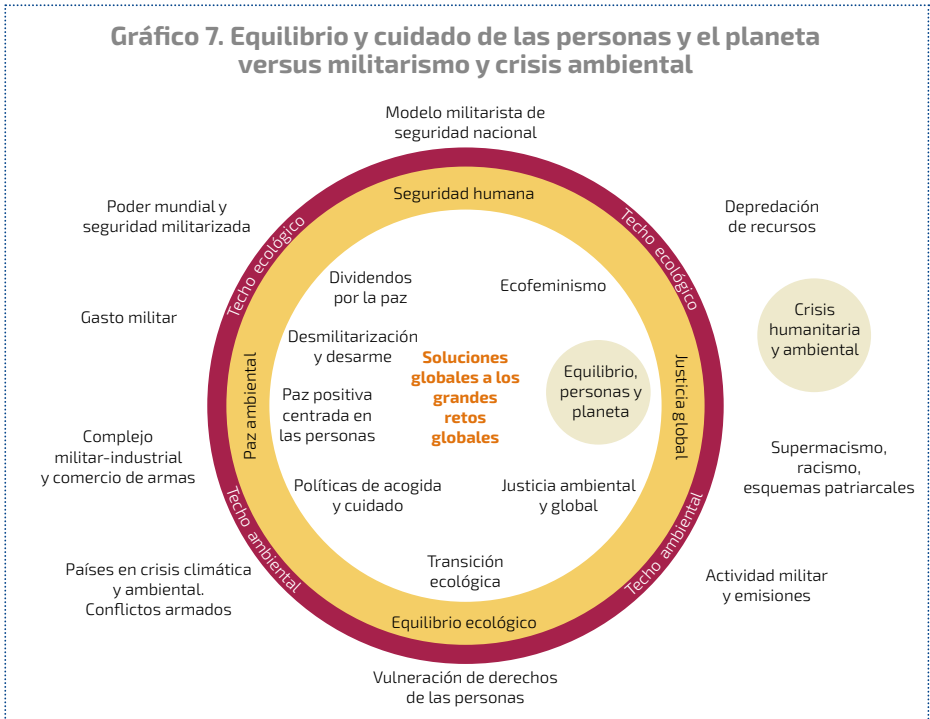 Gráfico 7. Equilibrio y cuidado de las personas y el planeta
versus militarismo y crisis ambiental
Modelo militarista de
seguridad nacional
Poder mundial y
seguridad militarizada
Depredación
de recursos
Gasto militar
Crisis
humanitaria
y ambiental
Complejo
militar-industrial
y comercio de armas
Supermacismo,
racismo,
esquemas patriarcales
Países en crisis climática
y ambiental.
Conflictos armados
Actividad militar
y emisiones
Vulneración de derechos
de las personas
Techo ecológico
Techo ecológico
Techo ambiental
Techo ambiental
Seguridad humana
Paz ambiental
Justicia global
Equilibrio ecológico
Dividendos
por la paz
Ecofeminismo
Desmilitarización
y desarme
Soluciones
globales a los
grandes
retos
globales
Equilibrio,
personas y
planeta
Paz positiva
centrada en
las personas
Políticas de acogida
y cuidado
Justicia ambiental
y global
Transición
ecológica